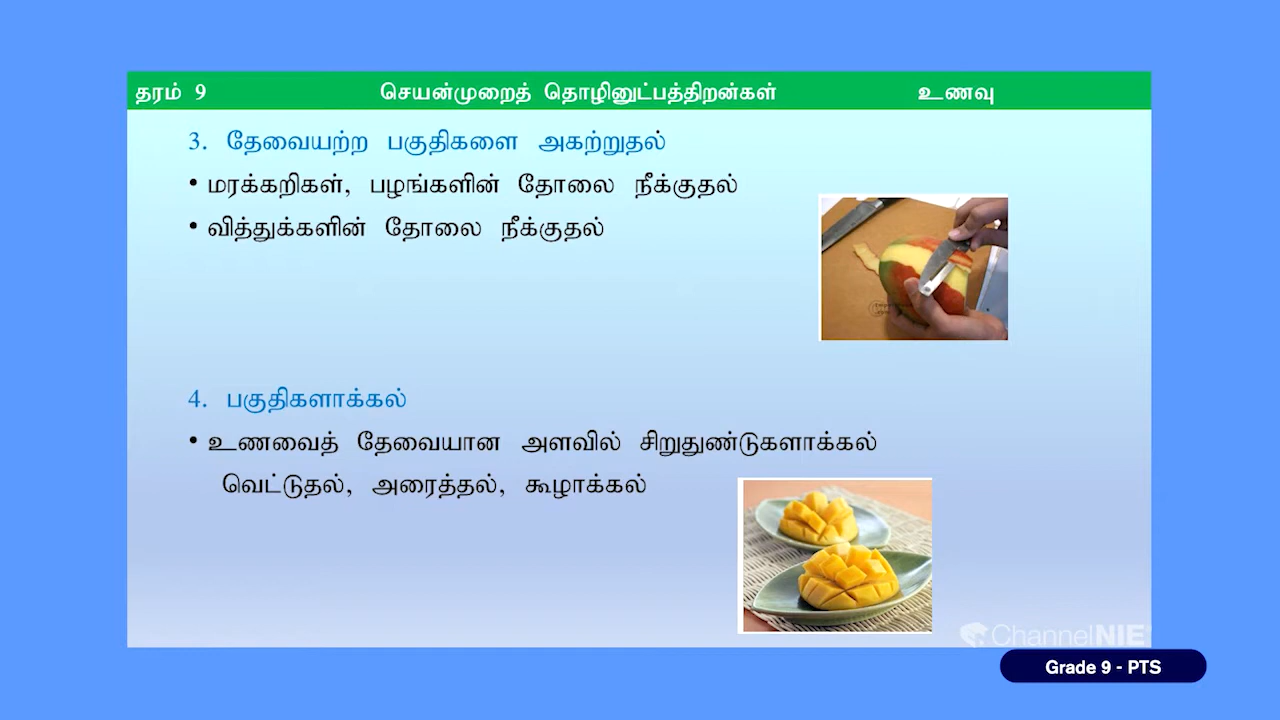 தரம் 9 செயன்முறைத் தொழினுட்பத்திறன்கள் உணவு
3. தேவையற்ற பகுதிகளை அகற்றுதல்
• மரக்கறிகள், பழங்களின் தோலை நீக்குதல்
• வித்துக்களின் தோலை நீக்குதல்
4. பகுதிகளாக்கல்
• உணவைத் தேவையான அளவில் சிறுதுண்டுகளாக்கல்
வெட்டுதல், அரைத்தல், கூழாக்கல்
ChannelNIE
Grade 9 - PTS